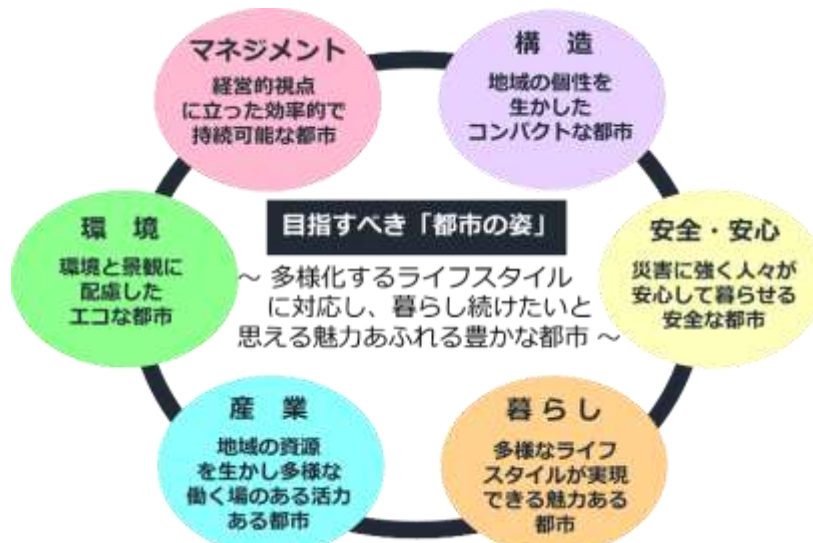 マネジメント
経営的視点
に立った効率的で
持続可能な都市
構 造
地域の個性を
生かした
コンパクトな都市
環 境
環境と景観に
配慮した
エコな都市
目指すべき「都市の姿」
~ 多様化するライフスタイル
に対応し、暮らし続けたいと
思える魅力あふれる豊かな都市 ~
安全・安心
災害に強く人々が
安心して暮らせる
安全な都市
産 業
地域の資源
を生かし多様な
働く場のある活力
ある都市
暮 ら し
多様なライフ
スタイルが実現
できる魅力ある
都市